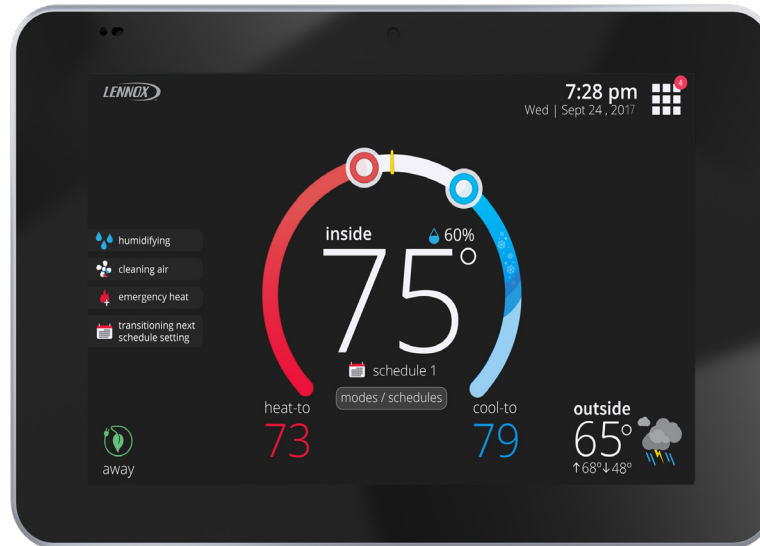 LENNOX
7:28 pm
4
Wed | Sept 24 , 2017
humidifying
cleaning air
emergency heat
transitioning next
schedule setting
inside
60%
75°
schedule 1
modes / schedules
heat-to
73
cool-to
79
away
outside
65°
↑68°↓48°